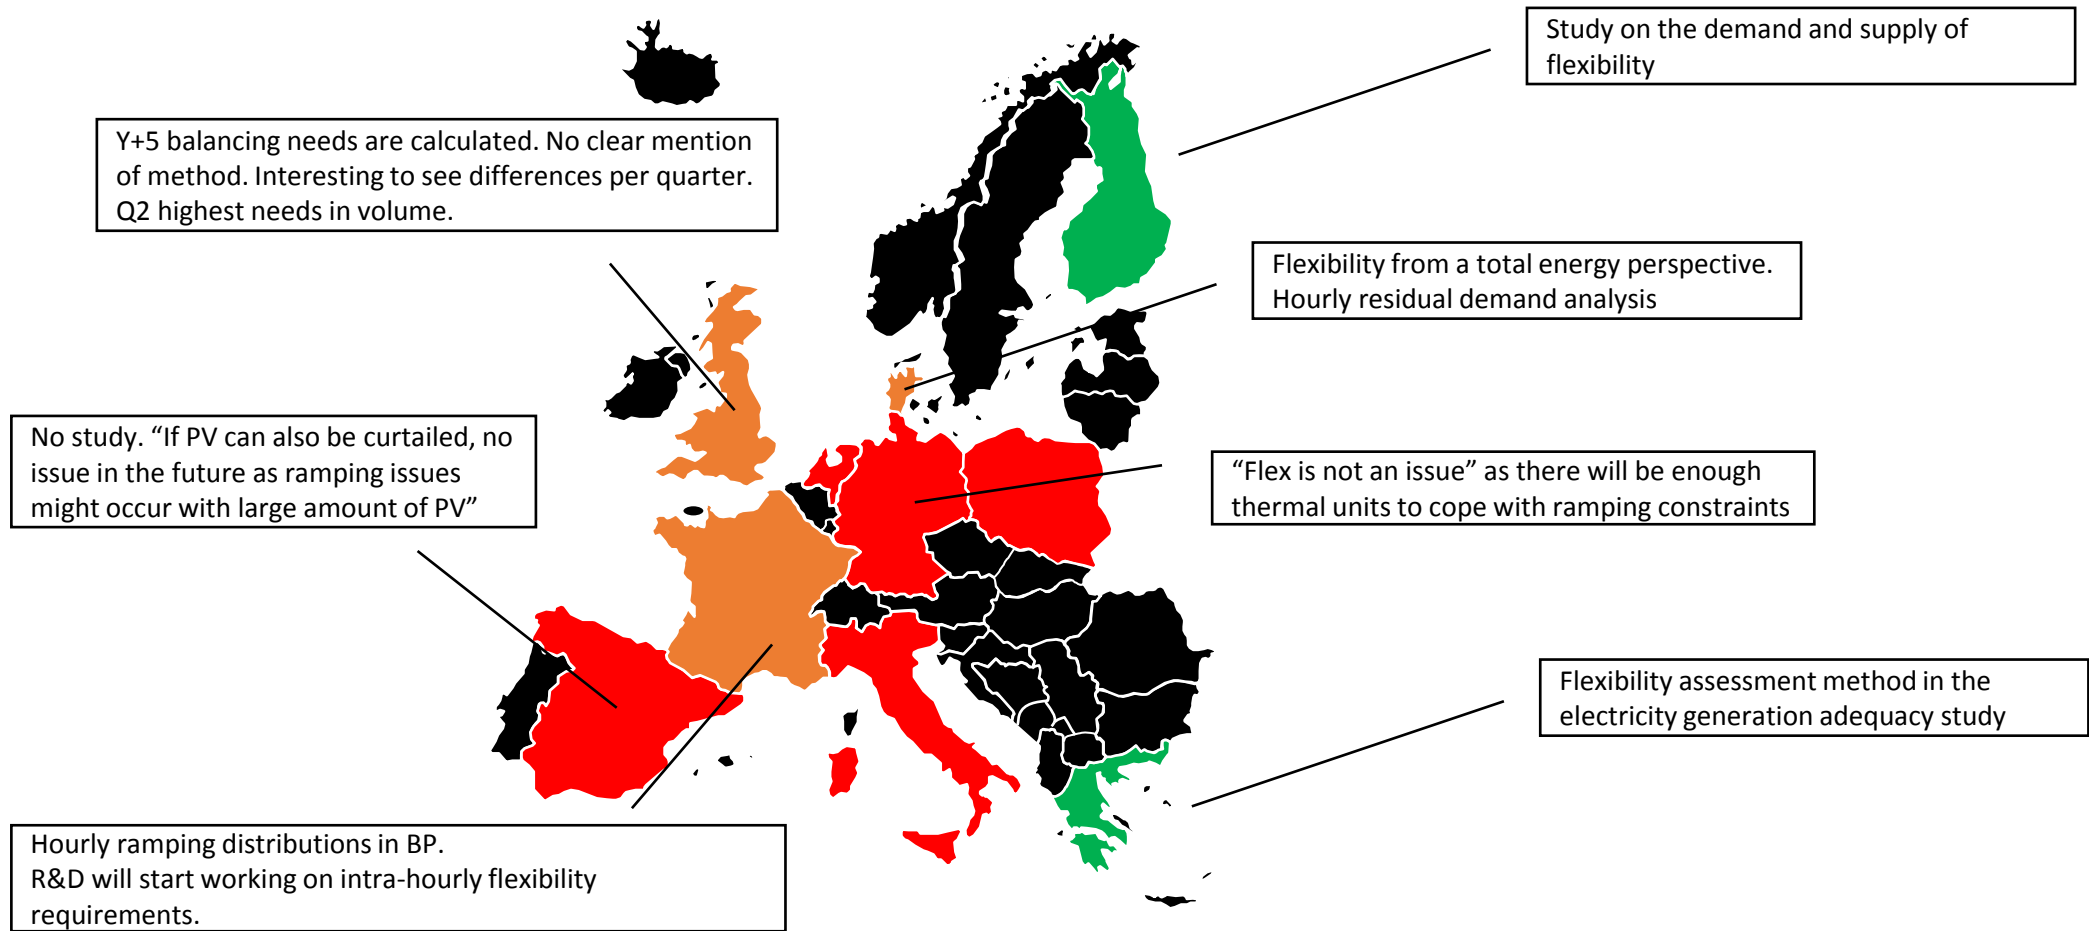 Study on the demand and supply of
flexibility
Y+5 balancing needs are calculated. No clear mention
of method. Interesting to see differences per quarter.
Q2 highest needs in volume.
Flexibility from a total energy perspective.
Hourly residual demand analysis
No study. “If PV can also be curtailed, no
issue in the future as ramping issues
might occur with large amount of PV”
“Flex is not an issue” as there will be enough
thermal units to cope with ramping constraints
Flexibility assessment method in the
electricity generation adequacy study
Hourly ramping distributions in BP.
R&D will start working on intra-hourly flexibility
requirements.